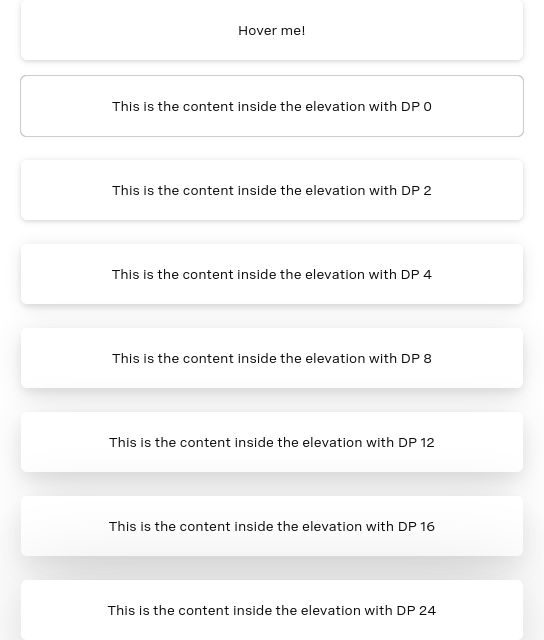 Hover me!
This is the content inside the elevation with DP 0
This is the content inside the elevation with DP 2
This is the content inside the elevation with DP 4
This is the content inside the elevation with DP 8
This is the content inside the elevation with DP 12
This is the content inside the elevation with DP 16
This is the content inside the elevation with DP 24